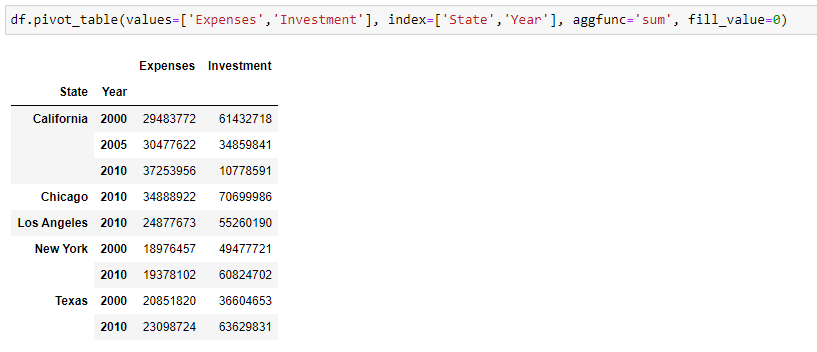 df.pivot_table(values=['Expenses','Investment'], index=['State','Year'], aggfunc='sum', fill_value=0)
Expenses Investment
State Year
California 2000 29483772 61432718
2005 30477622 34859841
2010 37253956 10778591
Chicago 2010 34888922 70699986
Los Angeles 2010 24877673 55260190
New York 2000 18976457 49477721
2010 19378102 60824702
Texas 2000 20851820 36604653
2010 23098724 63629831